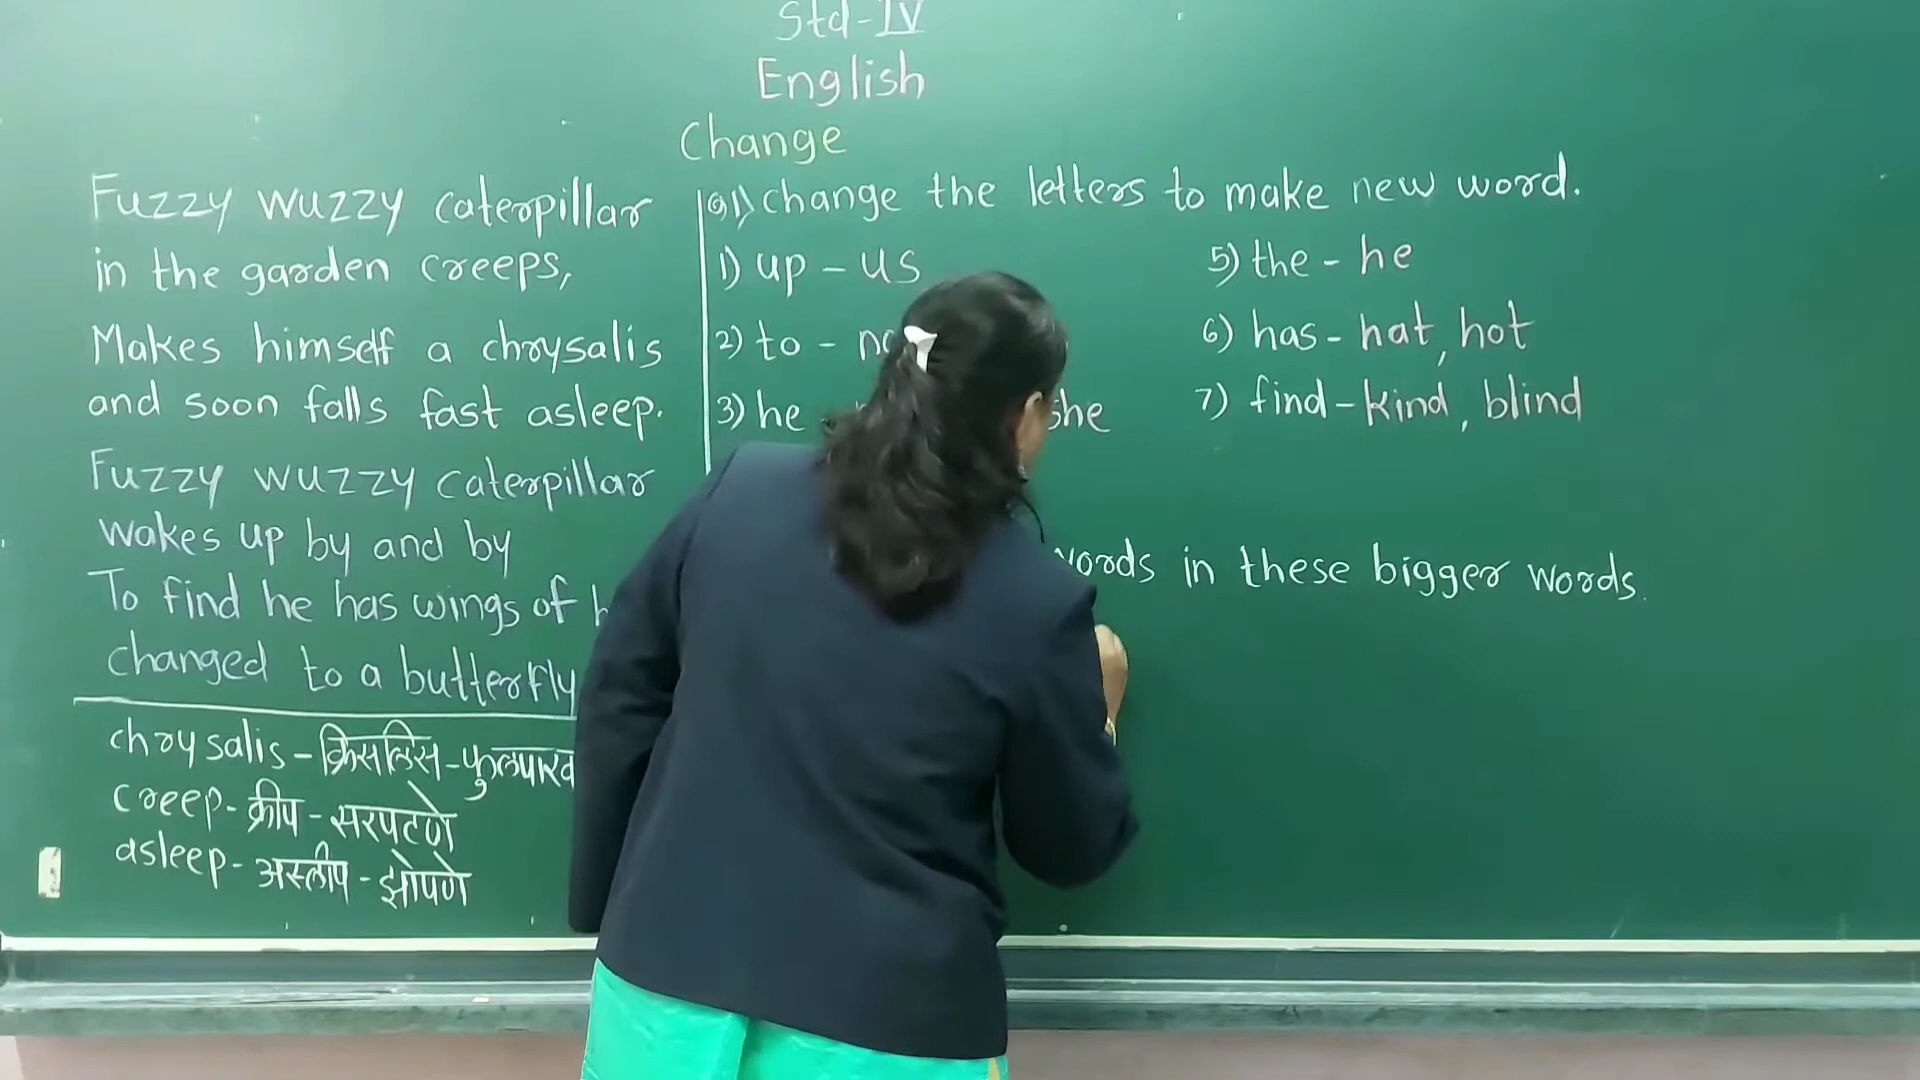 Std-IV
English
Change
Fuzzy wuzzy caterpillar
in the garden creeps,
Makes himself a chrysalis
and soon falls fast asleep.
Fuzzy wuzzy caterpillar
wakes up by and by
To find he has wings of
changed to a butterfly
chrysalis - क्रिसलिस -
creep - क्रीप - सरपटणे
asleep - अस्लीप - झोपणे
Q1) change the letters to make new word.
1) up - us
2) to -
3) he - she
5) the - he
6) has - hat, hot
7) find - kind, blind
words in these bigger words.